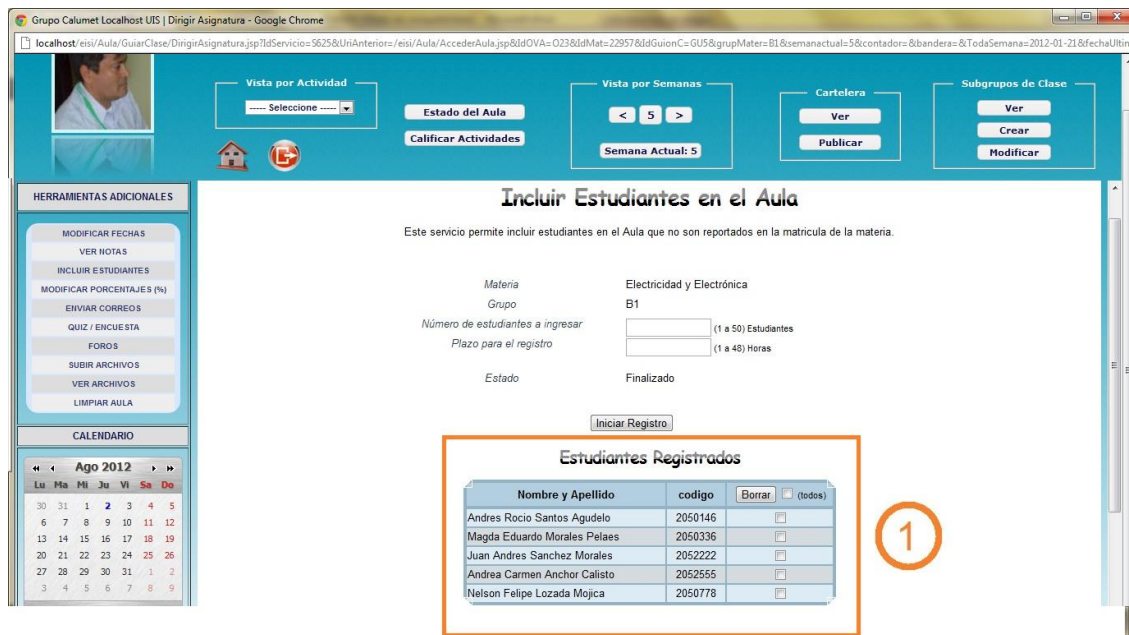 Grupo Calumet Localhost UIS | Dirigir Asignatura - Google Chrome
localhost/eisi/Aula/GuiarClase/DirigirAsignatura.jsp?IdServicio=S625&UriAnterior=/eisi/Aula/AccederAula.jsp&IdOVA=O23&IdMat=22957&IdGuionC=GU5&grupMater=B1&semanactual=5&contador=&bandera=&TodaSemana=2012-01-21&fechaUltin
Vista por Actividad
----- Seleccione -----
Estado del Aula
Calificar Actividades
Vista por Semanas
< 5 >
Semana Actual: 5
Cartelera
Ver
Publicar
Subgrupos de Clase
Ver
Crear
Modificar
HERRAMIENTAS ADICIONALES
MODIFICAR FECHAS
VER NOTAS
INCLUIR ESTUDIANTES
MODIFICAR PORCENTAJES (%)
ENVIAR CORREOS
QUIZ / ENCUESTA
FOROS
SUBIR ARCHIVOS
VER ARCHIVOS
LIMPIAR AULA
CALENDARIO
Ago 2012
Lu Ma Mi Ju Vi Sa Do
30 31 1 2 3 4 5
6 7 8 9 10 11 12
13 14 15 16 17 18 19
20 21 22 23 24 25 26
27 28 29 30 31 1 2
3 4 5 6 7 8 9
Incluir Estudiantes en el Aula
Este servicio permite incluir estudiantes en el Aula que no son reportados en la matricula de la materia.
Materia Electricidad y Electrónica
Grupo B1
Número de estudiantes a ingresar (1 a 50) Estudiantes
Plazo para el registro (1 a 48) Horas
Estado Finalizado
Iniciar Registro
Estudiantes Registrados
Nombre y Apellido codigo Borrar (todos)
Andres Rocio Santos Agudelo 2050146
Magda Eduardo Morales Pelaes 2050336
Juan Andres Sanchez Morales 2052222
Andrea Carmen Anchor Calisto 2052555
Nelson Felipe Lozada Mojica 2050778
1